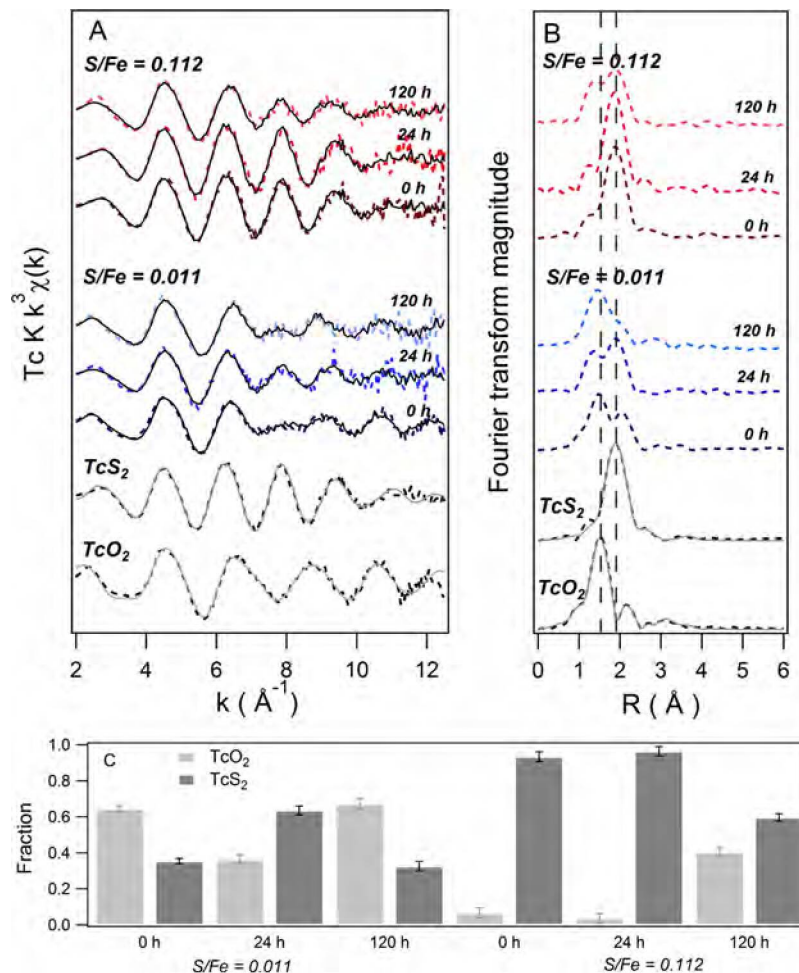 A
S/Fe = 0.112
120 h
24 h
0 h
S/Fe = 0.011
120 h
24 h
0 h
TcS₂
TcO₂
Tc K k³ χ(k)
2 4 6 8 10 12
k ( Å⁻¹)
B
S/Fe = 0.112
120 h
24 h
0 h
S/Fe = 0.011
120 h
24 h
0 h
TcS₂
TcO₂
Fourier transform magnitude
0 1 2 3 4 5 6
R ( Å )
C
TcO₂
TcS₂
Fraction
1.0
0.8
0.6
0.4
0.2
0.0
0 h 24 h 120 h 0 h 24 h 120 h
S/Fe = 0.011 S/Fe = 0.112